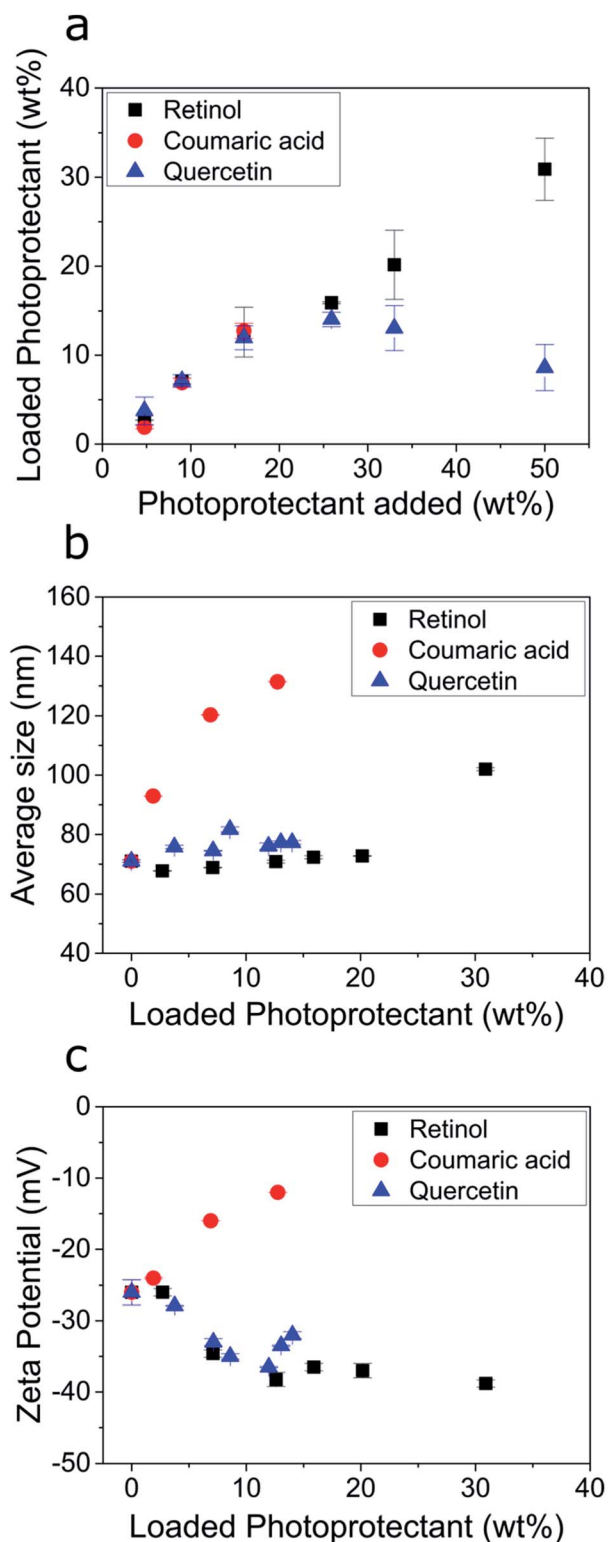 a
Loaded Photoprotectant (wt%)
40
30
20
10
0
Retinol
Coumaric acid
Quercetin
0 10 20 30 40 50
Photoprotectant added (wt%)
b
Average size (nm)
160
140
120
100
80
60
40
Retinol
Coumaric acid
Quercetin
0 10 20 30 40
Loaded Photoprotectant (wt%)
c
Zeta Potential (mV)
-0
-10
-20
-30
-40
-50
Retinol
Coumaric acid
Quercetin
0 10 20 30 40
Loaded Photoprotectant (wt%)